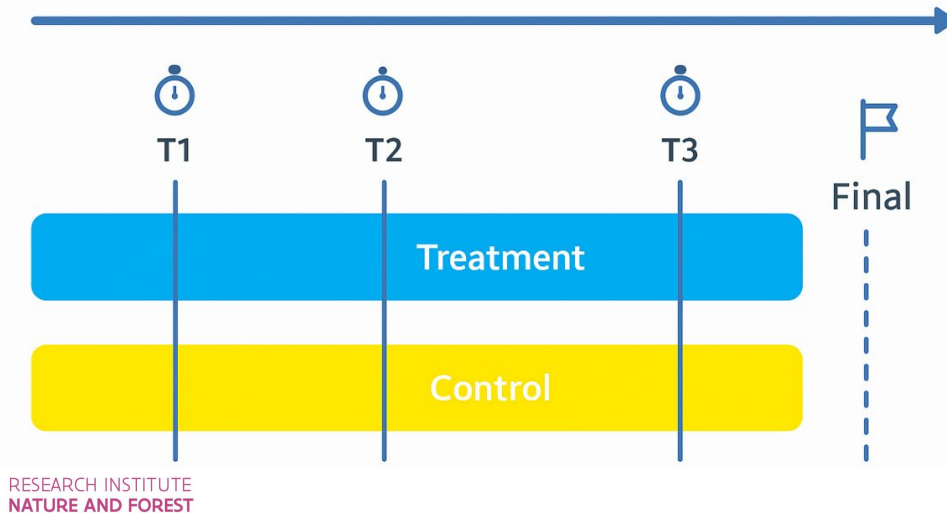 T1
T2
T3
Final
Treatment
Control
RESEARCH INSTITUTE
NATURE AND FOREST